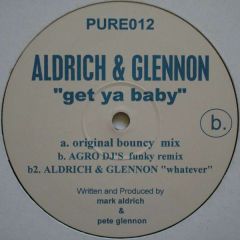 PURE012
ALDRICH & GLENNON
"get ya baby"
b.
a. original bouncy mix
b. AGRO DJ'S funky remix
b2. ALDRICH & GLENNON "whatever"
Written and Produced by
mark aldrich
&
pete glennon